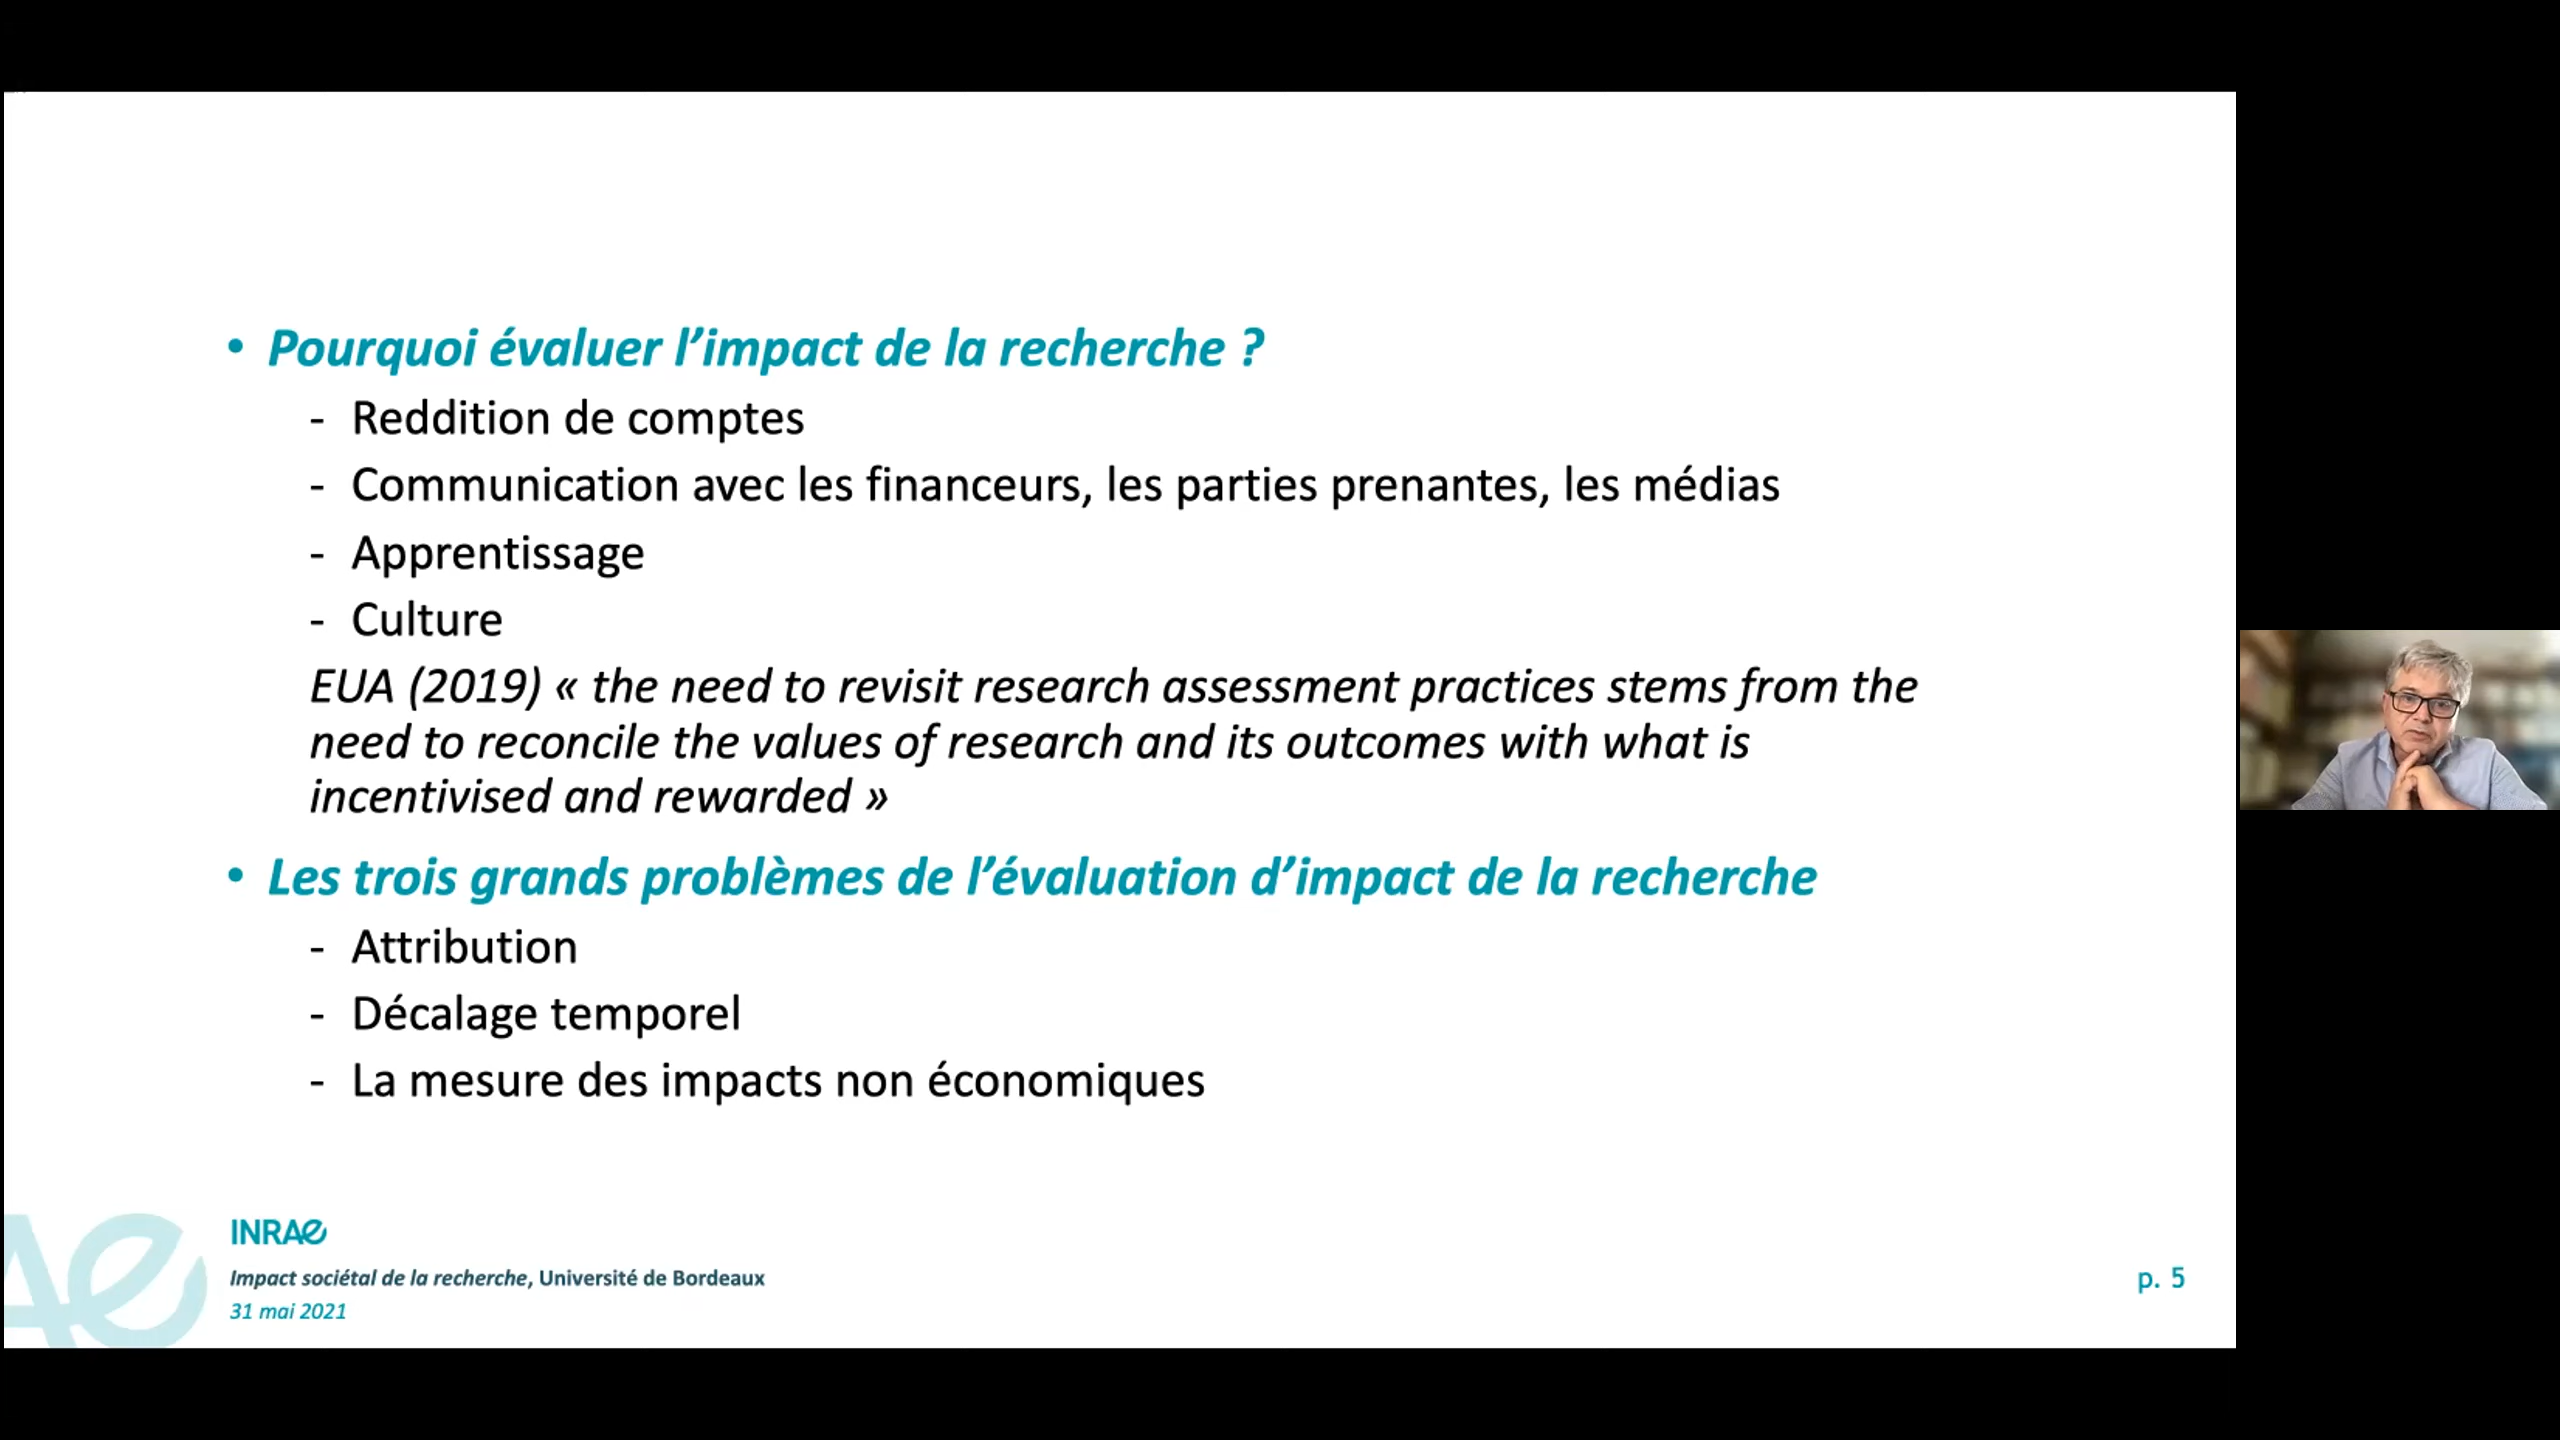 • Pourquoi évaluer l’impact de la recherche ?
- Reddition de comptes
- Communication avec les financeurs, les parties prenantes, les médias
- Apprentissage
- Culture
EUA (2019) « the need to revisit research assessment practices stems from the
need to reconcile the values of research and its outcomes with what is
incentivised and rewarded »
• Les trois grands problèmes de l’évaluation d’impact de la recherche
- Attribution
- Décalage temporel
- La mesure des impacts non économiques
INRAE
Impact sociétal de la recherche, Université de Bordeaux
31 mai 2021
p. 5